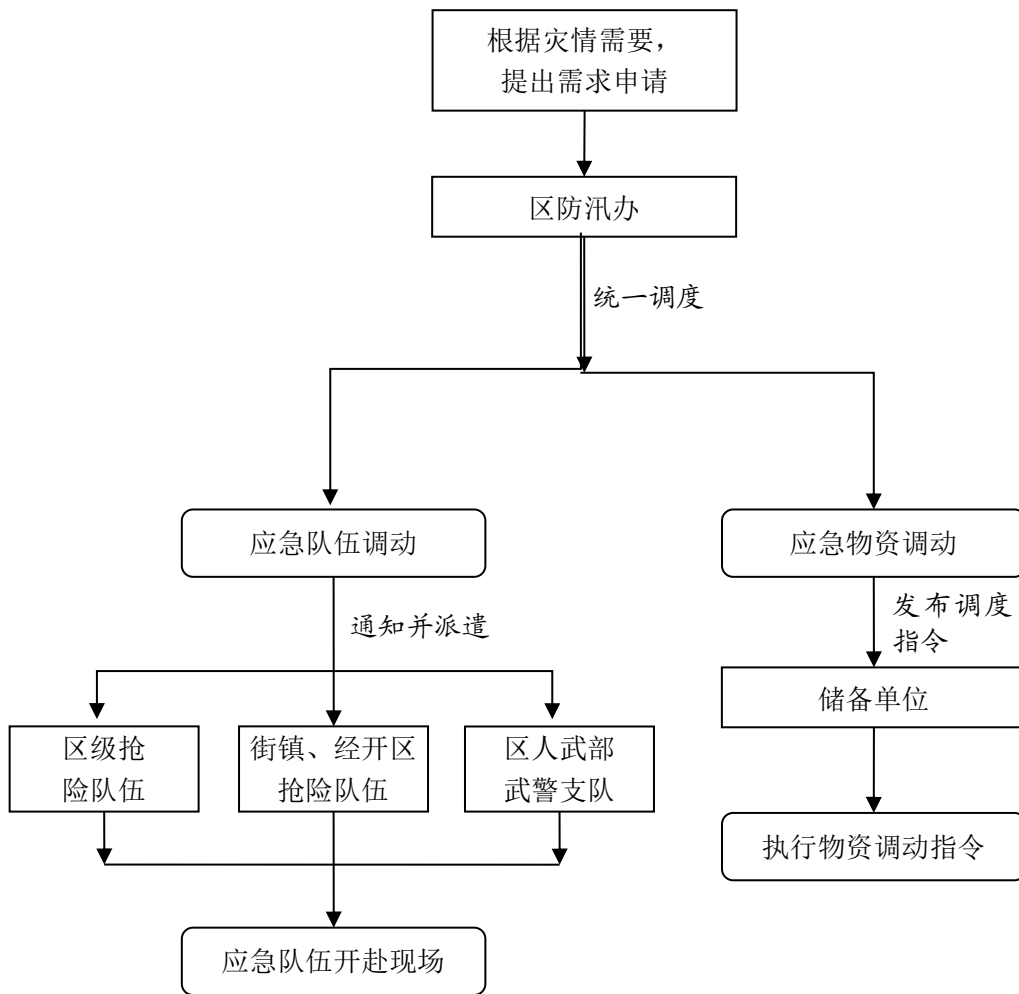 根据灾情需要，
提出需求申请
区防汛办
统一调度
应急队伍调动
应急物资调动
通知并派遣
发布调度
指令
区级抢
险队伍
街镇、经开区
抢险队伍
区人武部
武警支队
储备单位
执行物资调动指令
应急队伍开赴现场